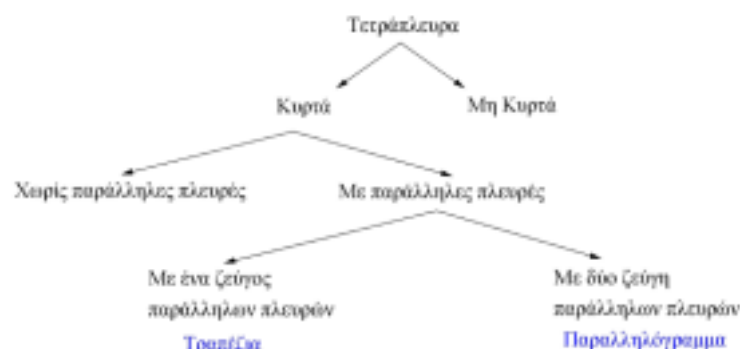 Τετράπλευρα
Κυρτά
Μη Κυρτά
Χωρίς παράλληλες πλευρές
Με παράλληλες πλευρές
Με ένα ζεύγος
παράλληλων πλευρών
Τραπέζια
Με δύο ζεύγη
παράλληλων πλευρών
Παραλληλόγραμμα